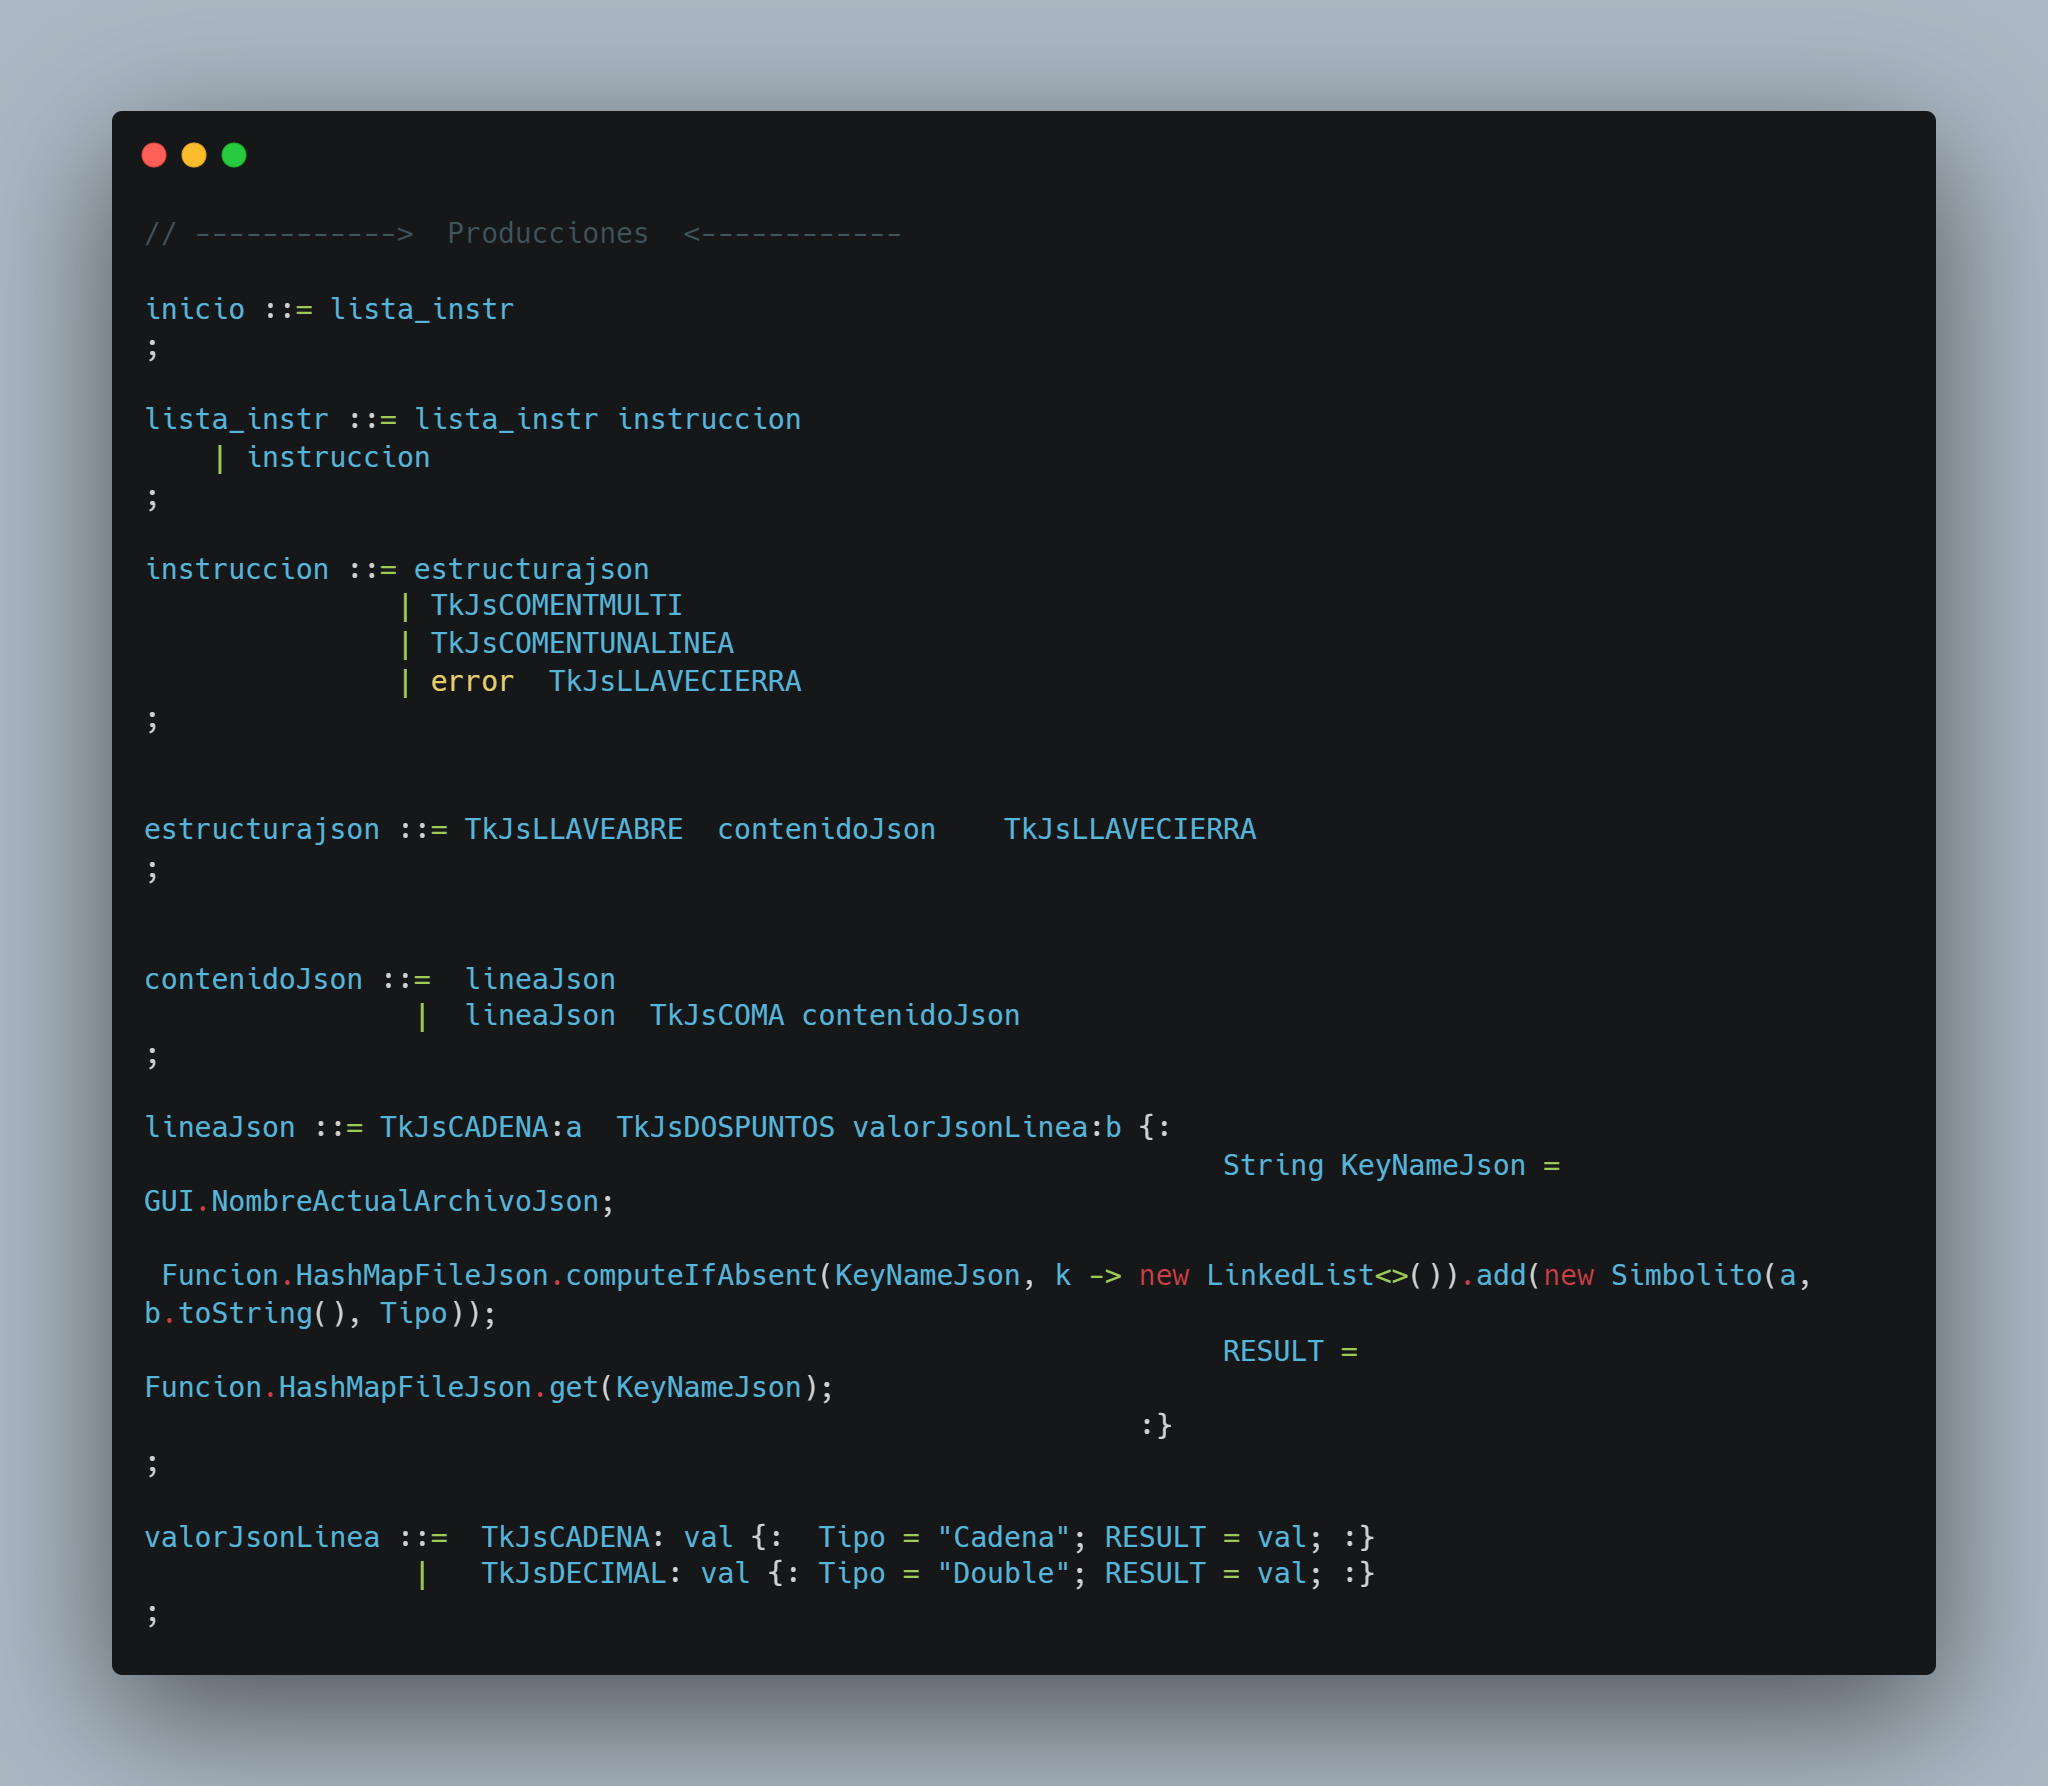 // ------------>  Producciones  <------------
inicio ::= lista_instr
;
lista_instr ::= lista_instr instruccion
    | instruccion
;
instruccion ::= estructurajson
               | TkJsCOMENTMULTI
               | TkJsCOMENTUNALINEA
               | error  TkJsLLAVECIERRA
;
estructurajson ::= TkJsLLAVEABRE  contenidoJson    TkJsLLAVECIERRA
;
contenidoJson ::=  lineaJson
                |  lineaJson  TkJsCOMA contenidoJson
;
lineaJson ::= TkJsCADENA:a  TkJsDOSPUNTOS valorJsonLinea:b {:
                                                                String KeyNameJson =
GUI.NombreActualArchivoJson;
 Funcion.HashMapFileJson.computeIfAbsent(KeyNameJson, k -> new LinkedList<>()).add(new Simbolito(a,
b.toString(), Tipo));
                                                                RESULT =
Funcion.HashMapFileJson.get(KeyNameJson);
                                                           :}
;
valorJsonLinea ::=  TkJsCADENA: val {:  Tipo = "Cadena"; RESULT = val; :}
                |   TkJsDECIMAL: val {: Tipo = "Double"; RESULT = val; :}
;